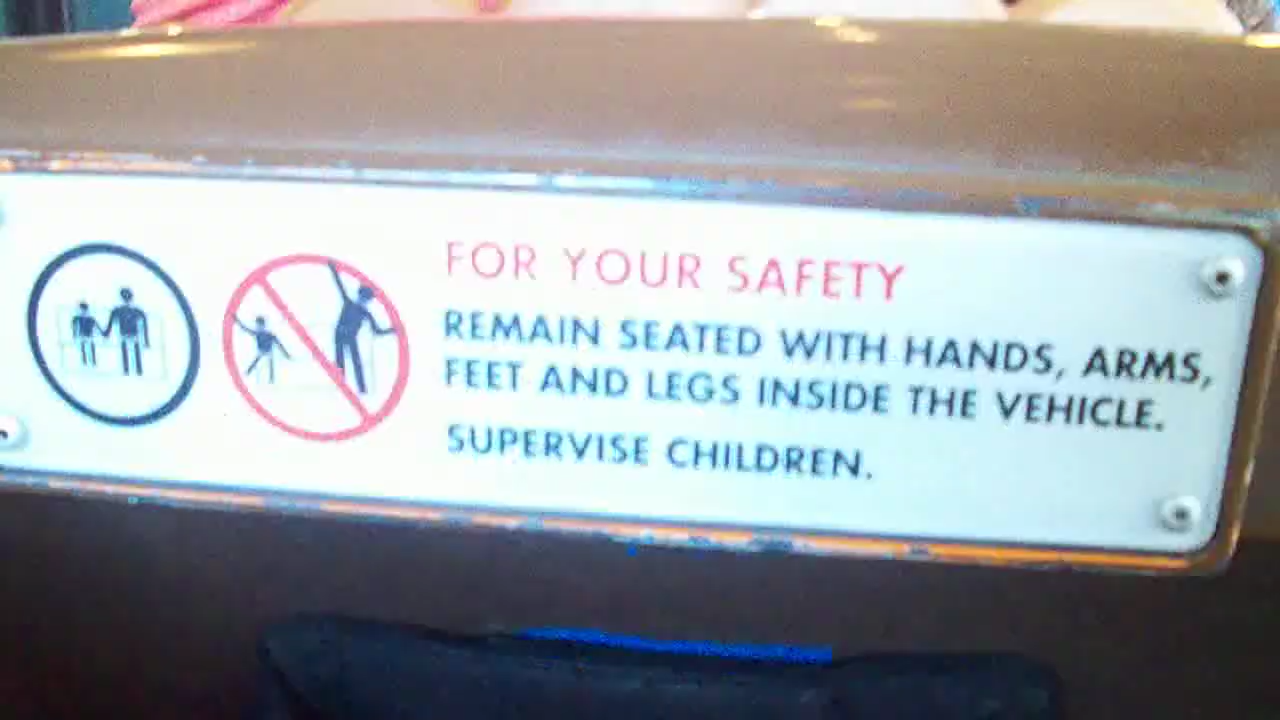 FOR YOUR SAFETY
REMAIN SEATED WITH HANDS, ARMS,
FEET AND LEGS INSIDE THE VEHICLE.
SUPERVISE CHILDREN.